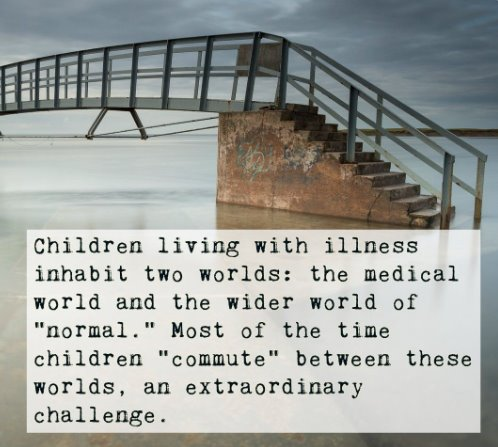 Children living with illness
inhabit two worlds: the medical
world and the wider world of
"normal." Most of the time
children "commute" between these
worlds, an extraordinary
challenge.